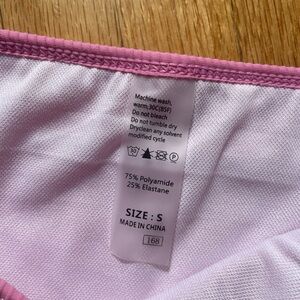 Machine wash,
warm,30C(85F)
Do not bleach
Do not tumble dry
Dryclean any solvent
modified cycle
30 P
75% Polyamide
25% Elastane
SIZE : S
MADE IN CHINA
168